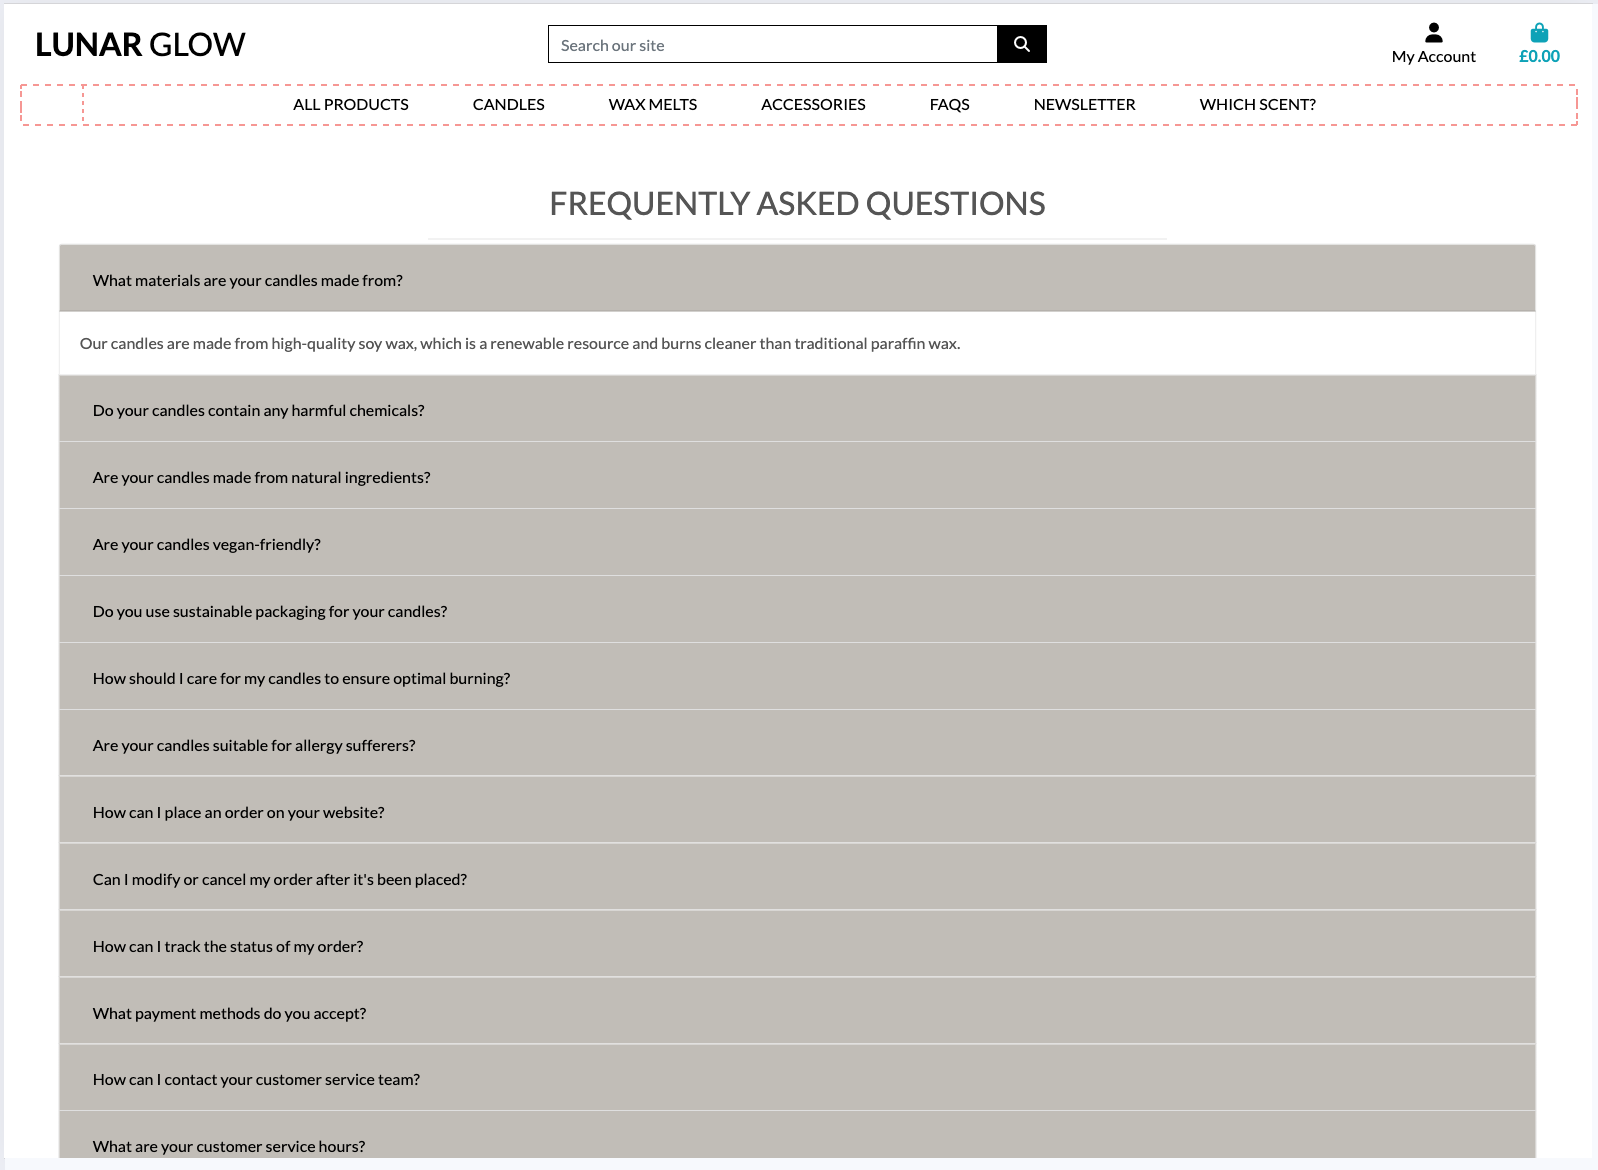 LUNAR GLOW
Search our site
My Account
£0.00
ALL PRODUCTS CANDLES WAX MELTS ACCESSORIES FAQS NEWSLETTER WHICH SCENT?
FREQUENTLY ASKED QUESTIONS
What materials are your candles made from?
Our candles are made from high-quality soy wax, which is a renewable resource and burns cleaner than traditional paraffin wax.
Do your candles contain any harmful chemicals?
Are your candles made from natural ingredients?
Are your candles vegan-friendly?
Do you use sustainable packaging for your candles?
How should I care for my candles to ensure optimal burning?
Are your candles suitable for allergy sufferers?
How can I place an order on your website?
Can I modify or cancel my order after it's been placed?
How can I track the status of my order?
What payment methods do you accept?
How can I contact your customer service team?
What are your customer service hours?